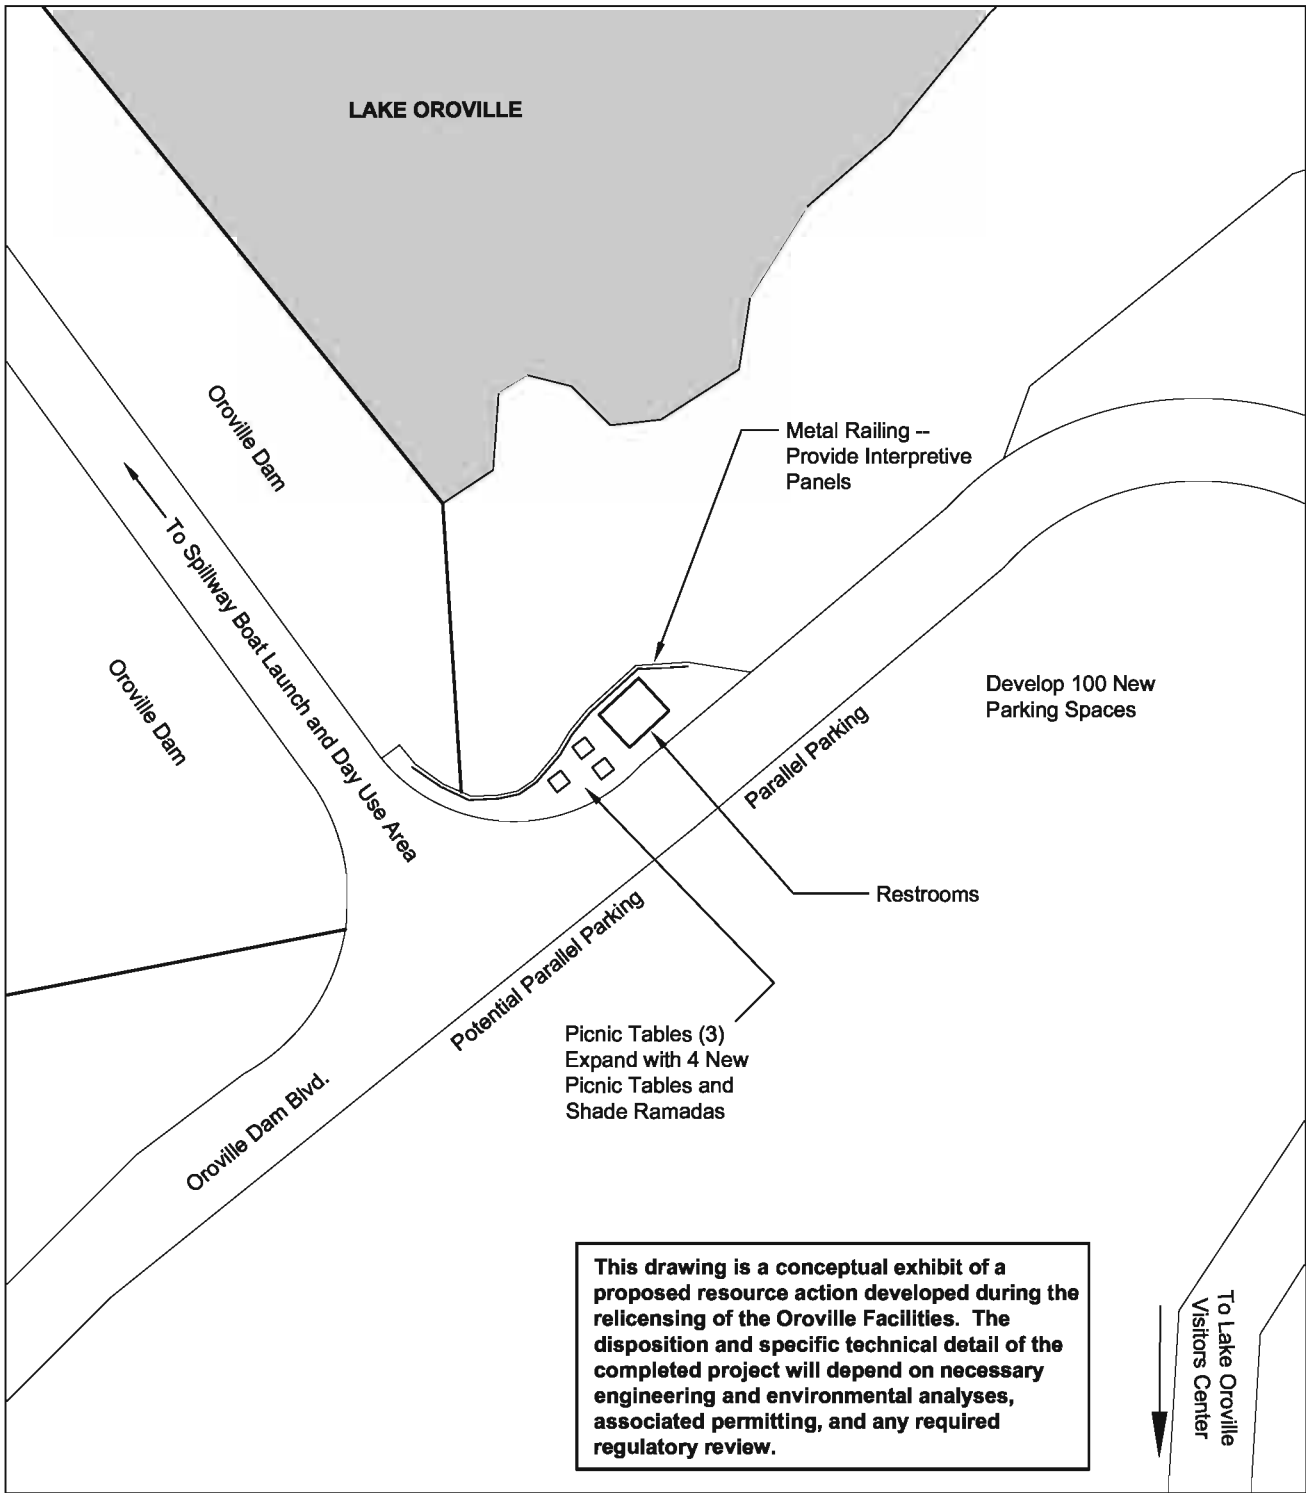 LAKE OROVILLE
Oroville Dam
Metal Railing --
Provide Interpretive
Panels
To Spillway Boat Launch and Day Use Area
Oroville Dam
Develop 100 New
Parking Spaces
Parallel Parking
Restrooms
Potential Parallel Parking
Picnic Tables (3)
Expand with 4 New
Picnic Tables and
Shade Ramadas
Oroville Dam Blvd.
This drawing is a conceptual exhibit of a
proposed resource action developed during the
relicensing of the Oroville Facilities. The
disposition and specific technical detail of the
completed project will depend on necessary
engineering and environmental analyses,
associated permitting, and any required
regulatory review.
To Lake Oroville
Visitors Center